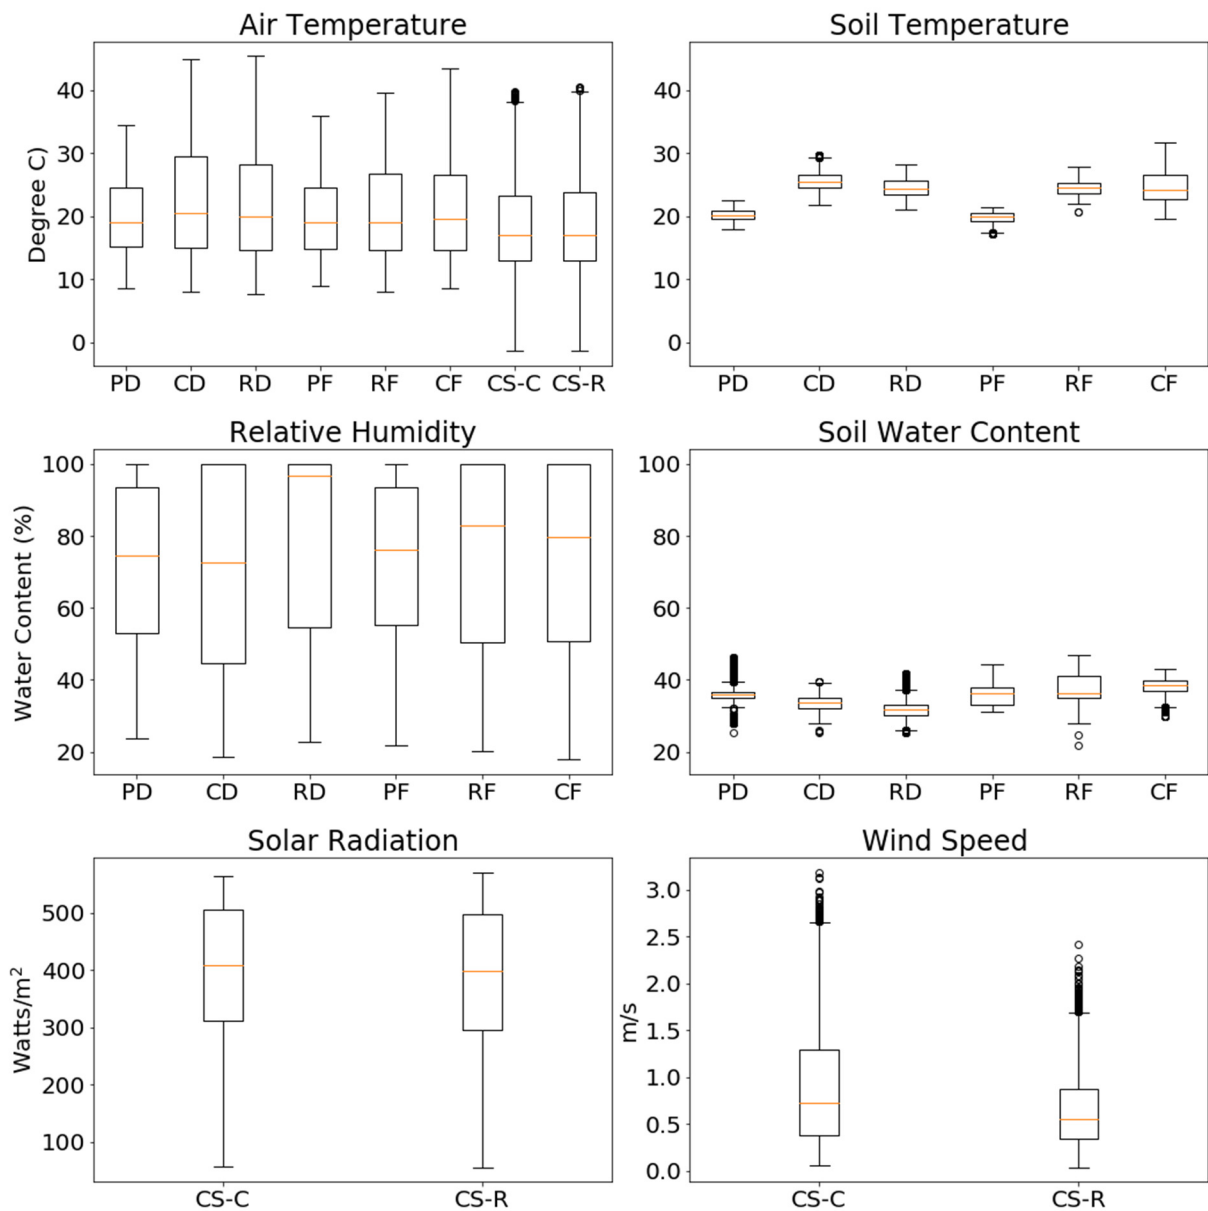 Air Temperature
Soil Temperature
Degree C)
40
30
20
10
0
PD CD RD PF RF CF CS-C CS-R
40
30
20
10
0
PD CD RD PF RF CF
Relative Humidity
Soil Water Content
Water Content (%)
100
80
60
40
20
PD CD RD PF RF CF
100
80
60
40
20
PD CD RD PF RF CF
Solar Radiation
Wind Speed
Watts/m²
500
400
300
200
100
CS-C CS-R
m/s
3.0
2.5
2.0
1.5
1.0
0.5
0.0
CS-C CS-R